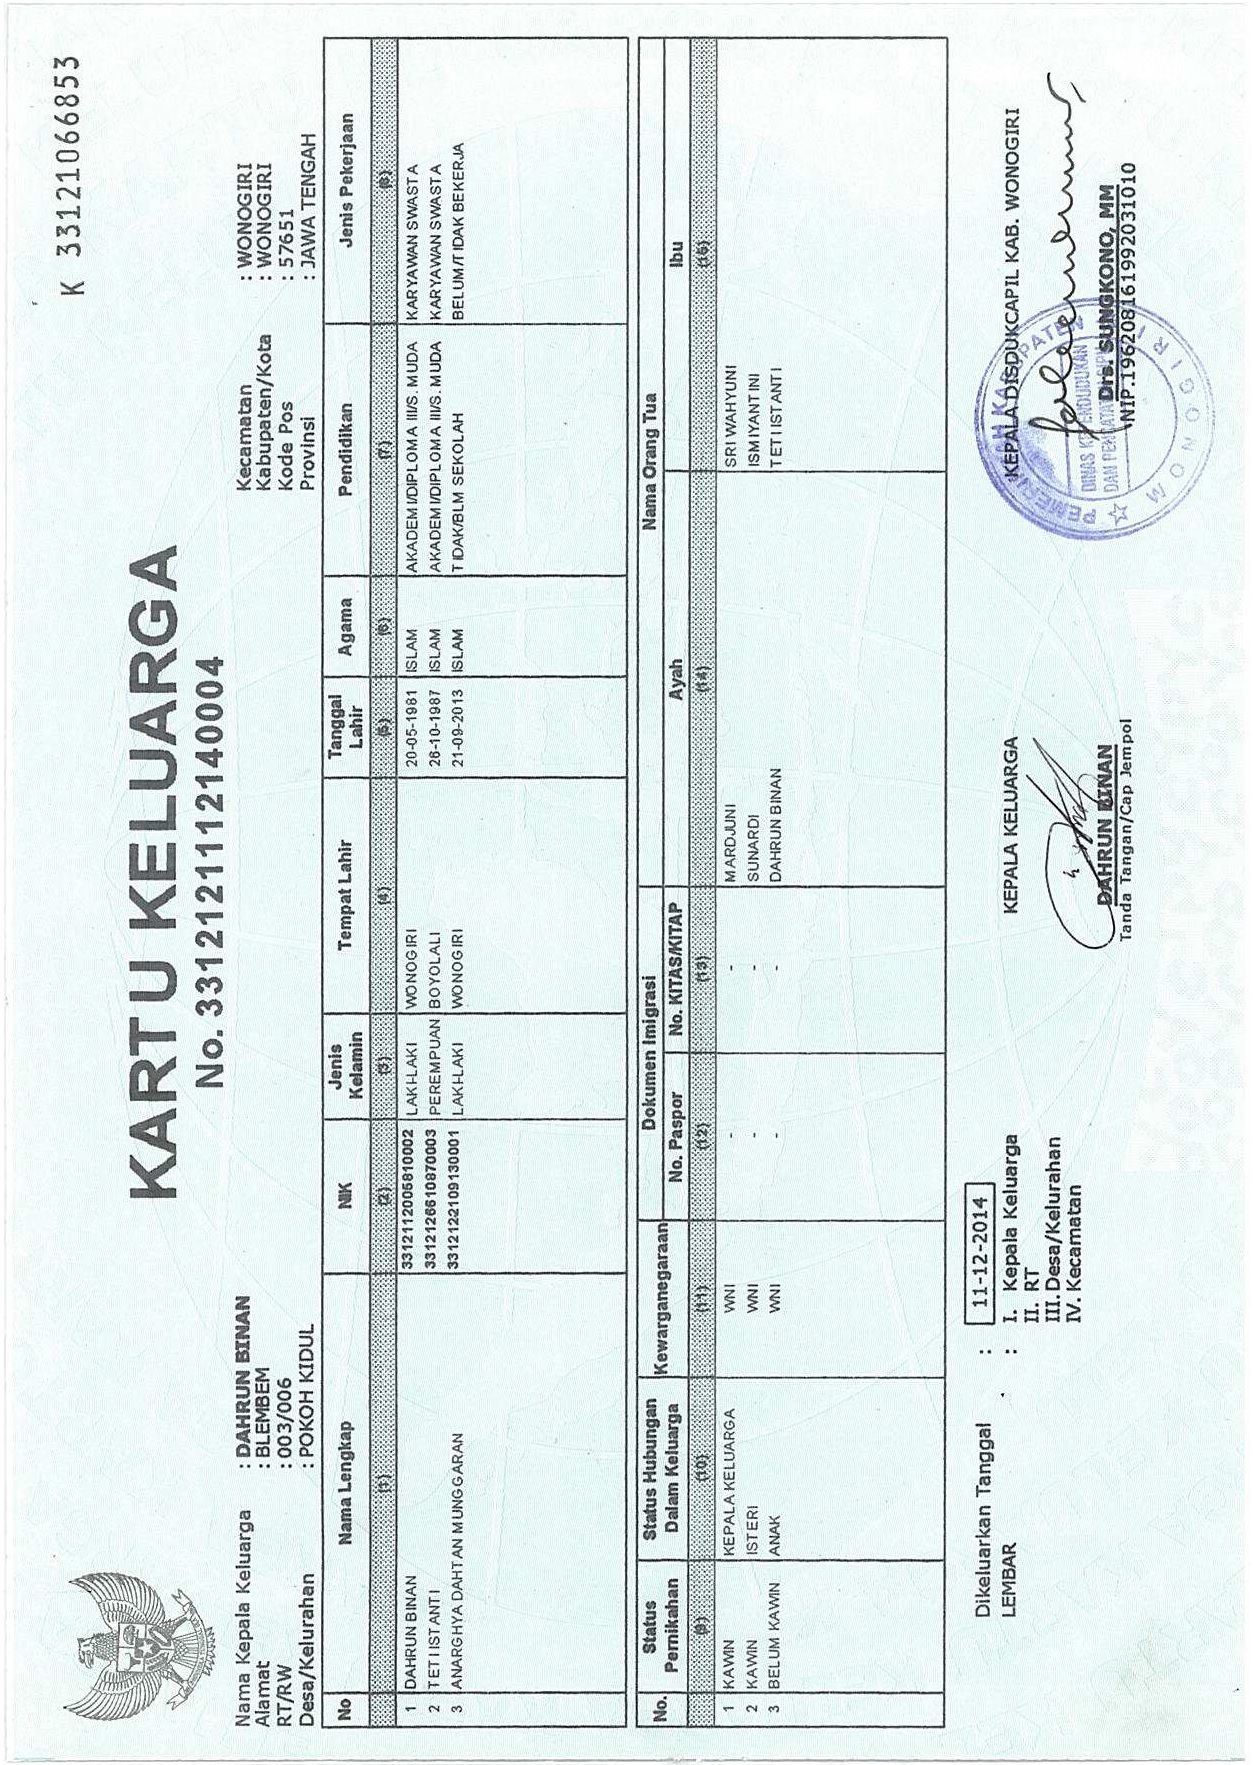 K 33121066853
KARTU KELUARGA
No. 3312121112140004
Nama Kepala Keluarga : DAHRUN BINAN
Alamat : BLEMBEM
RT/RW : 003/006
Desa/Kelurahan : POKOH KIDUL
Kecamatan : WONOGIRI
Kabupaten/Kota : WONOGIRI
Kode Pos : 57651
Provinsi : JAWA TENGAH
No Nama Lengkap NIK Jenis Kelamin Tempat Lahir Tanggal Lahir Agama Pendidikan Jenis Pekerjaan
(1) (2) (3) (4) (5) (6) (7) (8)
1 DAHRUN BINAN 3312112005810002 LAKI-LAKI WONOGIRI 20-05-1981 ISLAM AKADEMI/DIPLOMA III/S. MUDA KARYAWAN SWASTA
2 TETI ISTANTI 3312126610870003 PEREMPUAN BOYOLALI 26-10-1987 ISLAM AKADEMI/DIPLOMA III/S. MUDA KARYAWAN SWASTA
3 ANARGHYA DAHTAN MUNGGARAN 3312122109130001 LAKI-LAKI WONOGIRI 21-09-2013 ISLAM TIDAK/BLM SEKOLAH BELUM/TIDAK BEKERJA
No. Status Pernikahan Status Hubungan Dalam Keluarga Kewarganegaraan Dokumen Imigrasi Nama Orang Tua
No. Paspor No. KITAS/KITAP Ayah Ibu
(9) (10) (11) (12) (13) (14) (15)
1 KAWIN KEPALA KELUARGA WNI - - MARDJUNI SRI WAHYUNI
2 KAWIN ISTERI WNI - - SUNARDI ISMIYANTINI
3 BELUM KAWIN ANAK WNI - - DAHRUN BINAN TETI ISTANTI
Dikeluarkan Tanggal : 11-12-2014
LEMBAR : I. Kepala Keluarga
II. RT
III. Desa/Kelurahan
IV. Kecamatan
KEPALA KELUARGA
DAHRUN BINAN
Tanda Tangan/Cap Jempol
KEPALA DISDUKCAPIL KAB. WONOGIRI
PEMERINTAH KABUPATEN
DINAS KEPENDUDUKAN
DAN PENCATATAN SIPIL
WONOGIRI
Drs. SUNGKONO, MM
NIP.196208161992031010